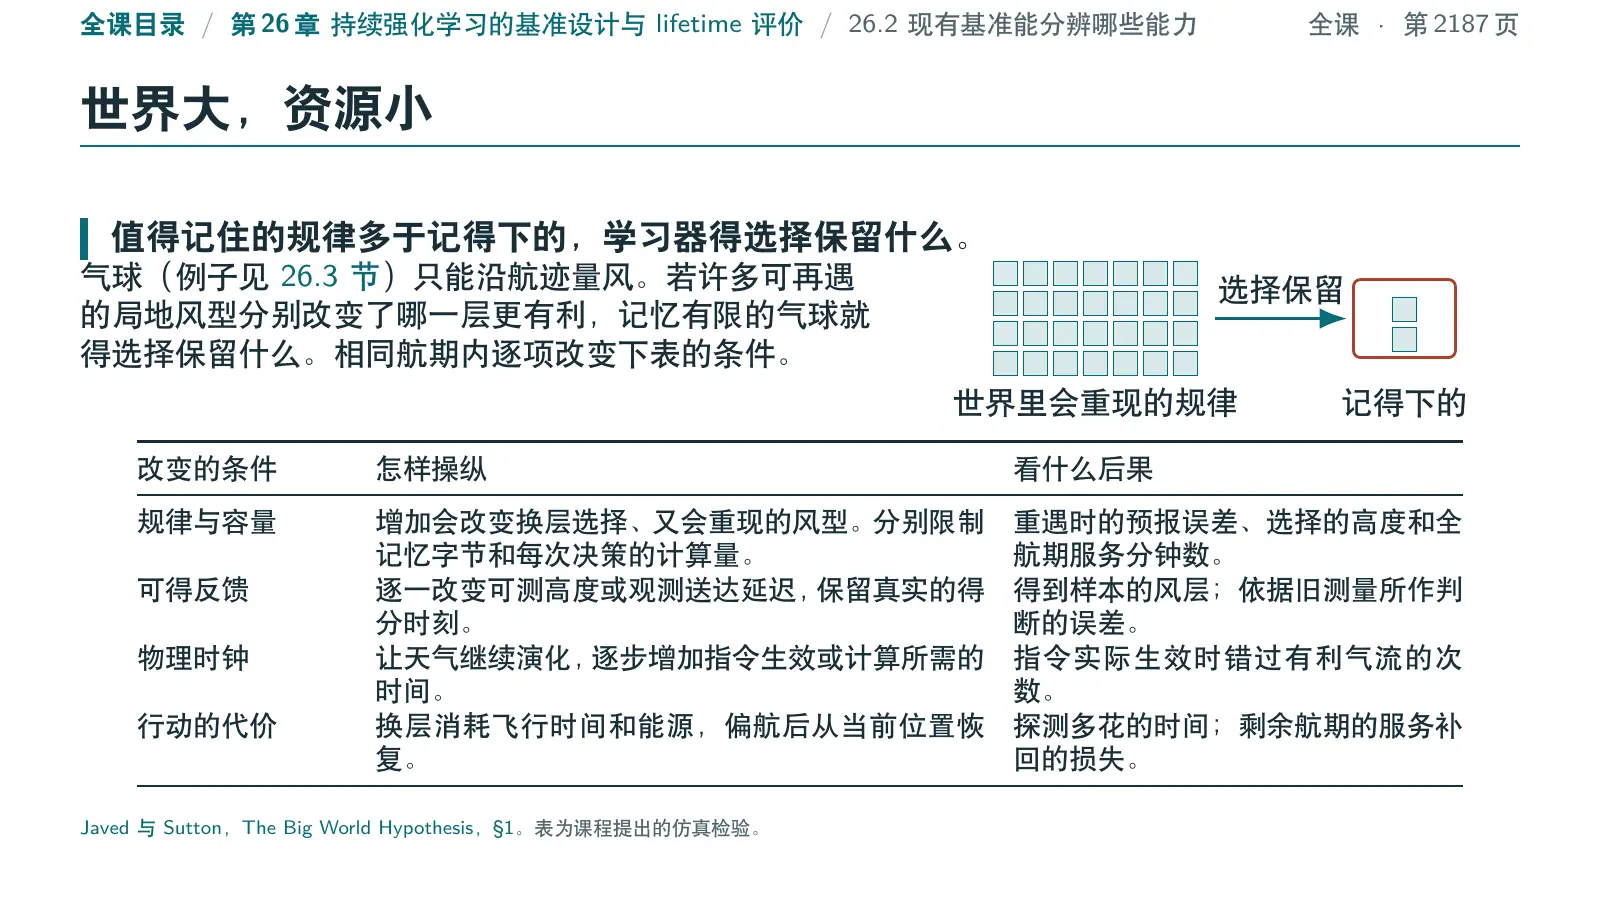 全课目录 / 第 26 章 持续强化学习的基准设计与 lifetime 评价 / 26.2 现有基准能分辨哪些能力 全课 · 第 2187 页
世界大，资源小
值得记住的规律多于记得下的，学习器得选择保留什么。
气球（例子见 26.3 节）只能沿航迹量风。若许多可再遇
的局地风型分别改变了哪一层更有利，记忆有限的气球就
得选择保留什么。相同航期内逐项改变下表的条件。
选择保留
世界里会重现的规律 记得下的
改变的条件 怎样操纵 看什么后果
规律与容量 增加会改变换层选择、又会重现的风型。分别限制 重遇时的预报误差、选择的高度和全
记忆字节和每次决策的计算量。 航期服务分钟数。
可得反馈 逐一改变可测高度或观测送达延迟，保留真实的得 得到样本的风层；依据旧测量所作判
分时刻。 断的误差。
物理时钟 让天气继续演化，逐步增加指令生效或计算所需的 指令实际生效时错过有利气流的次
时间。 数。
行动的代价 换层消耗飞行时间和能源，偏航后从当前位置恢 探测多花的时间；剩余航期的服务补
复。 回的损失。
Javed 与 Sutton，The Big World Hypothesis，§1。表为课程提出的仿真检验。